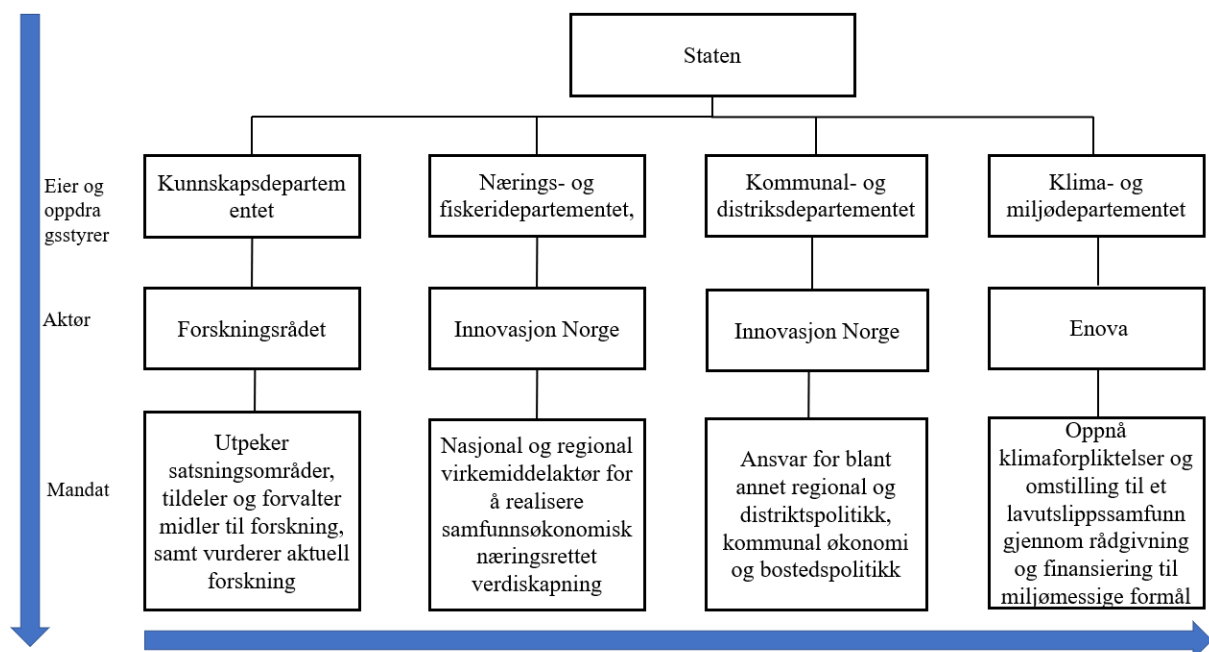 Staten
Eier og
oppdra
gsstyrer
Kunnskapsdepartem
entet
Nærings- og
fiskeridepartementet,
Kommunal- og
distriksdepartementet
Klima- og
miljødepartementet
Aktør
Forskningsrådet
Innovasjon Norge
Innovasjon Norge
Enova
Mandat
Utpeker
satsningsområder,
tildeler og forvalter
midler til forskning,
samt vurderer aktuell
forskning
Nasjonal og regional
virkemiddelaktør for
å realisere
samfunnsøkonomisk
næringsrettet
verdiskapning
Ansvar for blant
annet regional og
distriktspolitikk,
kommunal økonomi
og bostedspolitikk
Oppnå
klimaforpliktelser og
omstilling til et
lavutslippssamfunn
gjennom rådgivning
og finansiering til
miljømessige formål